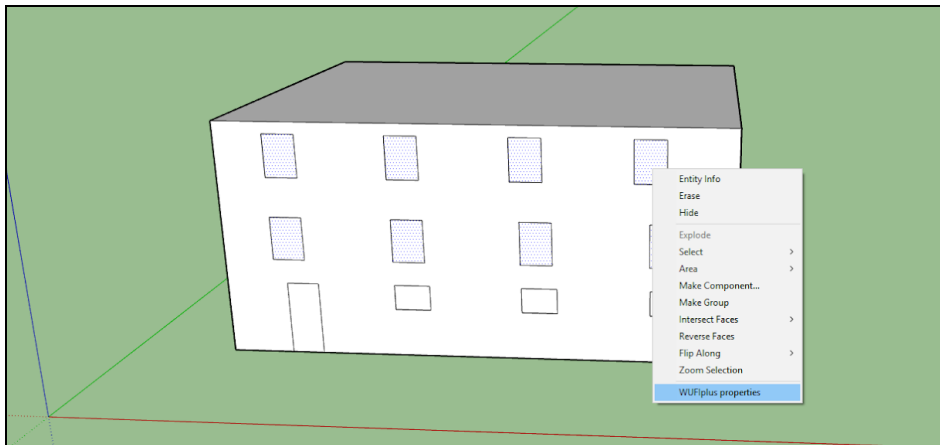 Entity Info
Erase
Hide
Explode
Select
Area
Make Component...
Make Group
Intersect Faces
Reverse Faces
Flip Along
Zoom Selection
WUFIplus properties